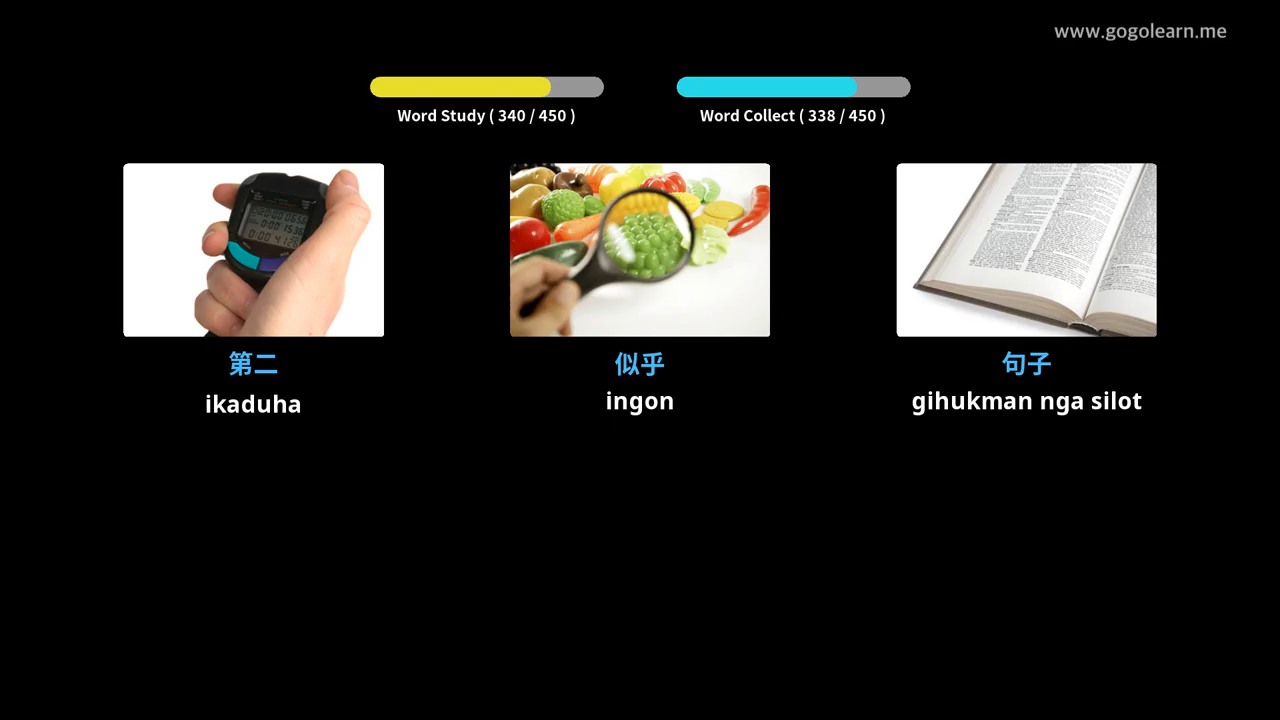 www.gogolearn.me
Word Study ( 340 / 450 )
Word Collect ( 338 / 450 )
第二
似乎
句子
ikaduha
ingon
gihukman nga silot